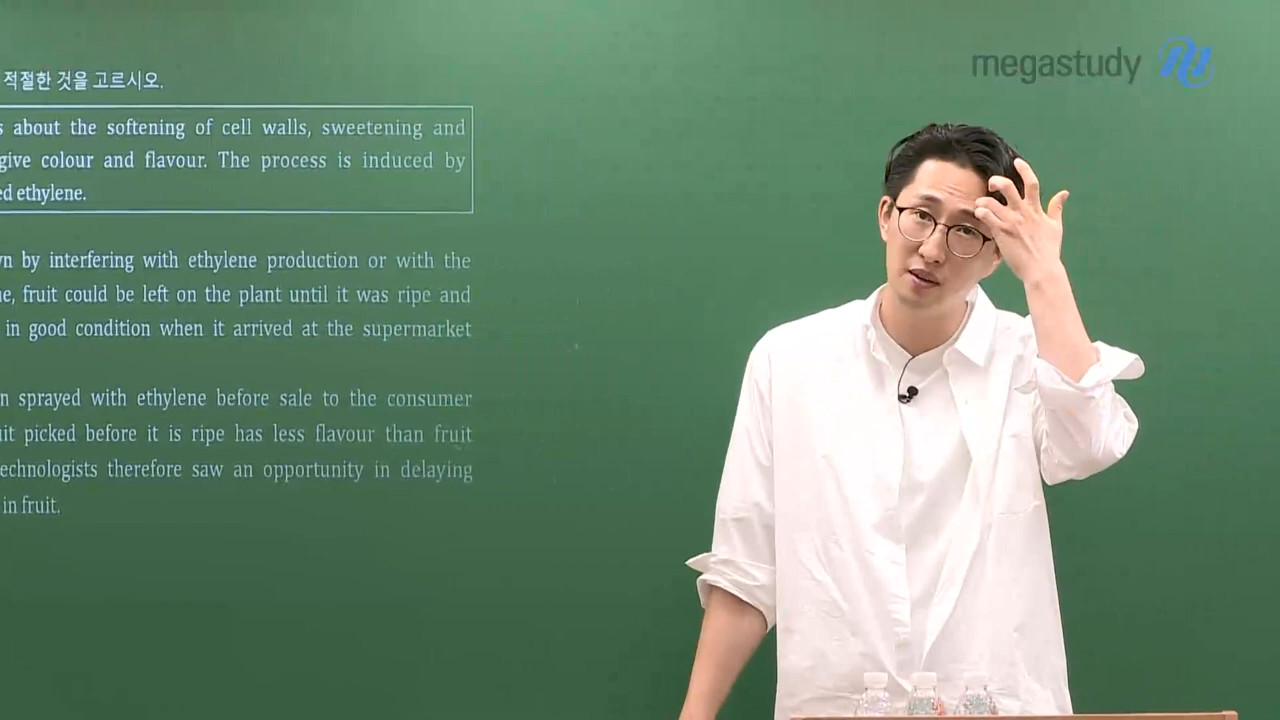 적절한 것을 고르시오.
megastudy
s about the softening of cell walls, sweetening and
give colour and flavour. The process is induced by
ed ethylene.
n by interfering with ethylene production or with the
e, fruit could be left on the plant until it was ripe and
in good condition when it arrived at the supermarket
n sprayed with ethylene before sale to the consumer
it picked before it is ripe has less flavour than fruit
echnologists therefore saw an opportunity in delaying
in fruit.